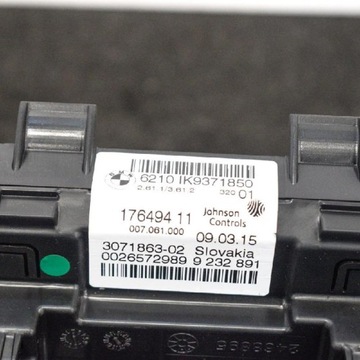 6210 IK9371850
2.61.1/3.61.2 320 01
176494 11 Johnson Controls
007.061.000 09.03.15
3071863-02 Slovakia
0026572989 9 232 891